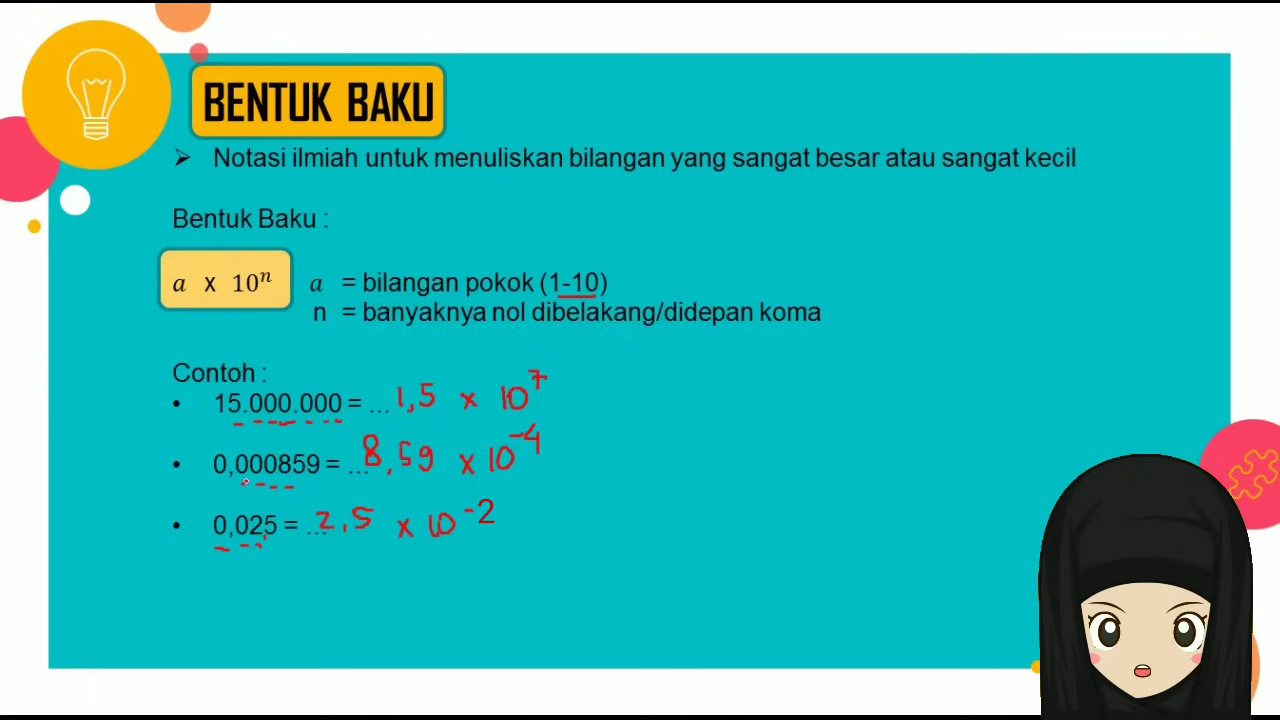 BENTUK BAKU
➢ Notasi ilmiah untuk menuliskan bilangan yang sangat besar atau sangat kecil
Bentuk Baku :
a x 10ⁿ a = bilangan pokok (1-10)
n = banyaknya nol dibelakang/didepan koma
Contoh :
• 15.000.000 = ... 1,5 x 10⁷
• 0,000859 = ... 8,59 x 10⁻⁴
• 0,025 = ... 2,5 x 10⁻²